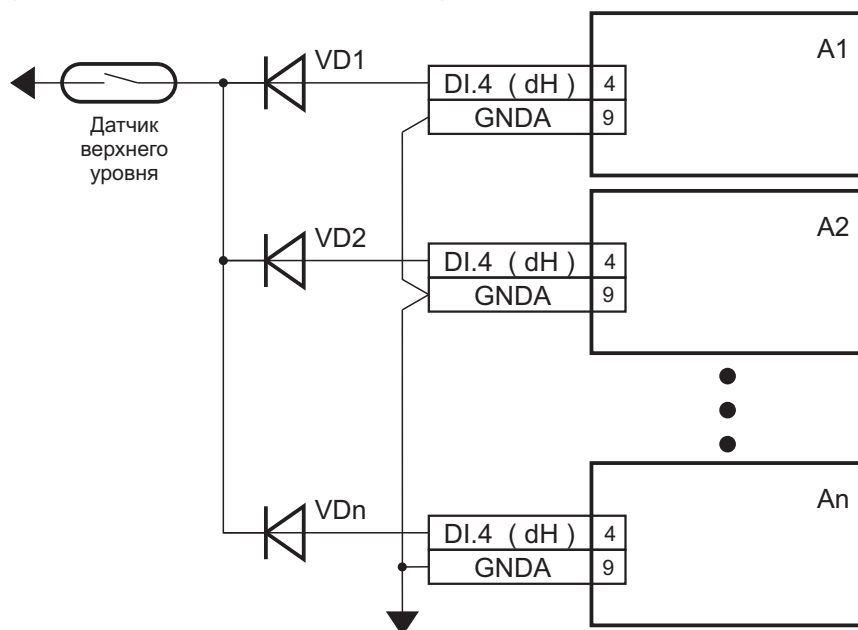 A1
VD1
DI.4 ( dH ) 4
GNDA 9
Датчик
верхнего
уровня
A2
VD2
DI.4 ( dH ) 4
GNDA 9
An
VDn
DI.4 ( dH ) 4
GNDA 9